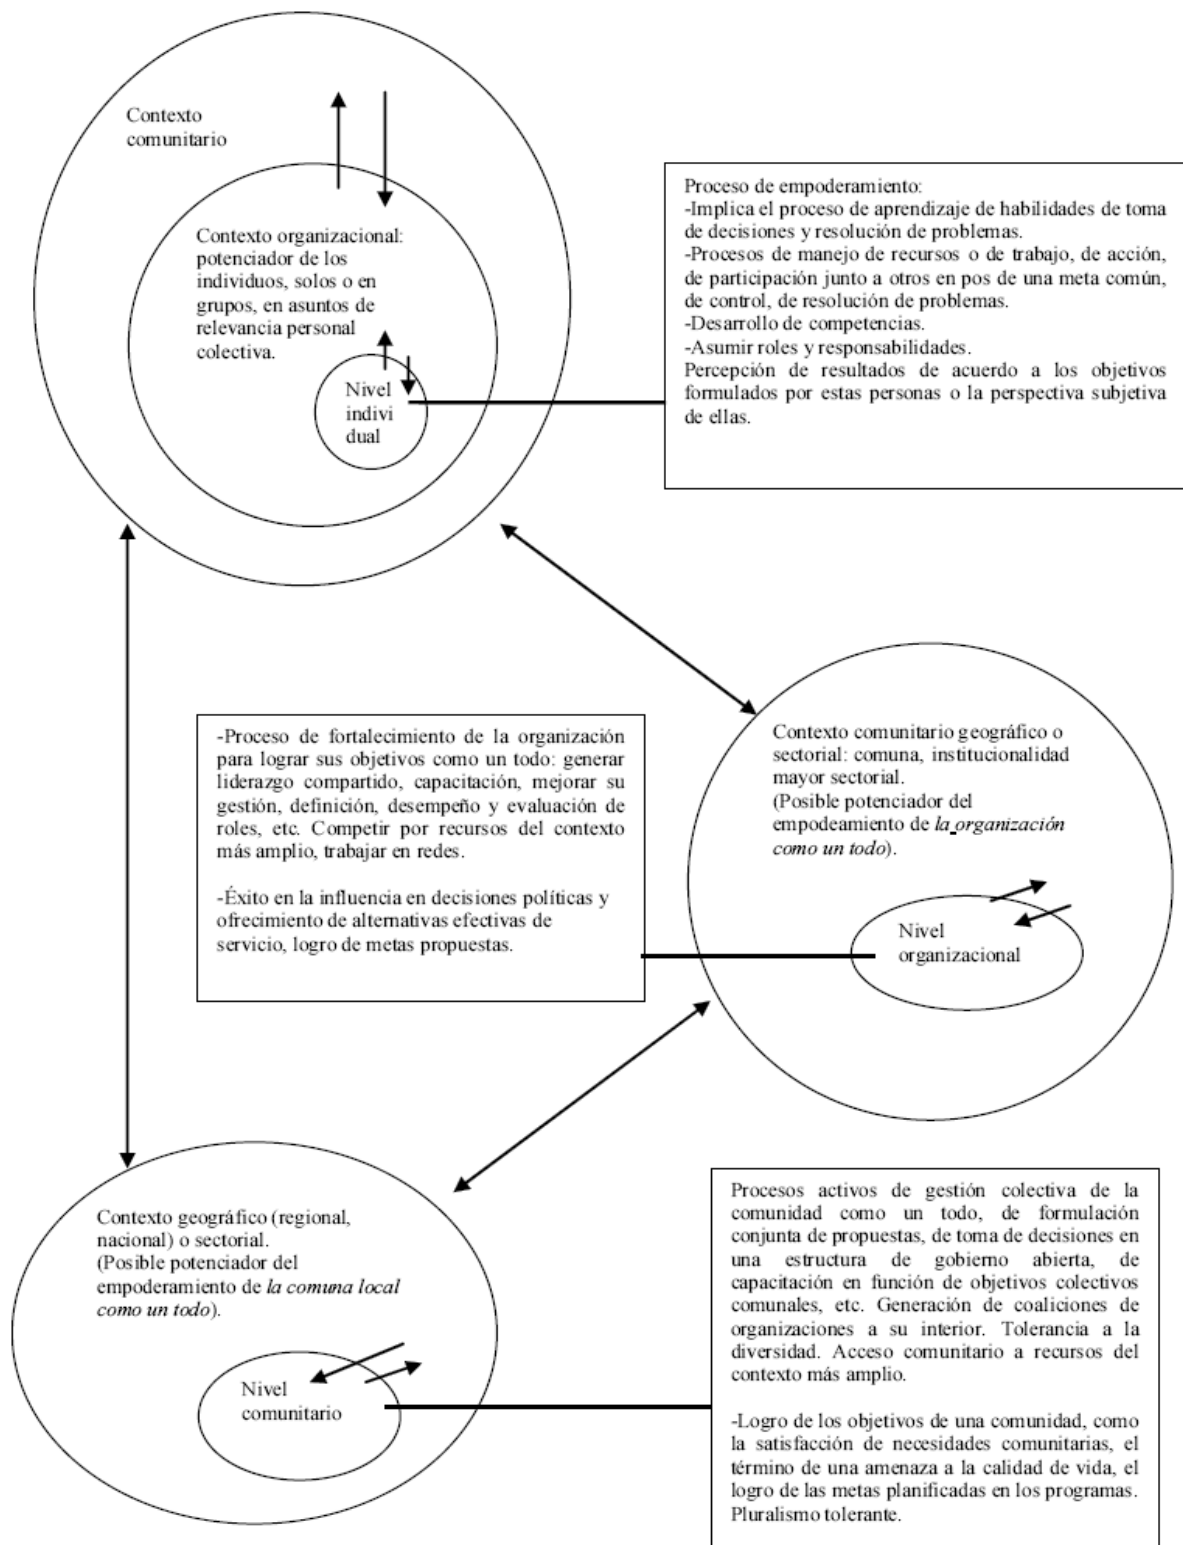 Contexto
comunitario
Contexto organizacional:
potenciador de los
individuos, solos o en
grupos, en asuntos de
relevancia personal
colectiva.
Nivel
indivi
dual
Proceso de empoderamiento:
-Implica el proceso de aprendizaje de habilidades de toma
de decisiones y resolución de problemas.
-Procesos de manejo de recursos o de trabajo, de acción,
de participación junto a otros en pos de una meta común,
de control, de resolución de problemas.
-Desarrollo de competencias.
-Asumir roles y responsabilidades.
Percepción de resultados de acuerdo a los objetivos
formulados por estas personas o la perspectiva subjetiva
de ellas.
-Proceso de fortalecimiento de la organización
para lograr sus objetivos como un todo: generar
liderazgo compartido, capacitación, mejorar su
gestión, definición, desempeño y evaluación de
roles, etc. Competir por recursos del contexto
más amplio, trabajar en redes.
-Éxito en la influencia en decisiones políticas y
ofrecimiento de alternativas efectivas de
servicio, logro de metas propuestas.
Contexto comunitario geográfico o
sectorial: comuna, institucionalidad
mayor sectorial.
(Posible potenciador del
empodeamiento de la organización
como un todo).
Nivel
organizacional
Contexto geográfico (regional,
nacional) o sectorial.
(Posible potenciador del
empoderamiento de la comuna local
como un todo).
Nivel
comunitario
Procesos activos de gestión colectiva de la
comunidad como un todo, de formulación
conjunta de propuestas, de toma de decisiones en
una estructura de gobierno abierta, de
capacitación en función de objetivos colectivos
comunales, etc. Generación de coaliciones de
organizaciones a su interior. Tolerancia a la
diversidad. Acceso comunitario a recursos del
contexto más amplio.
-Logro de los objetivos de una comunidad, como
la satisfacción de necesidades comunitarias, el
término de una amenaza a la calidad de vida, el
logro de las metas planificadas en los programas.
Pluralismo tolerante.